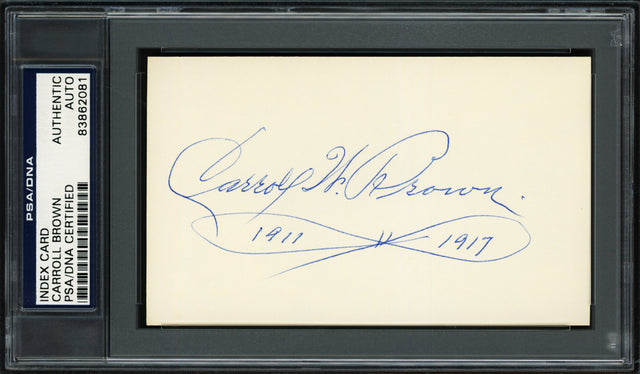 PSA/DNA
INDEX CARD
CARROLL BROWN
PSA/DNA CERTIFIED
AUTHENTIC
AUTO
83862081
Carroll W. Brown.
1911 1917